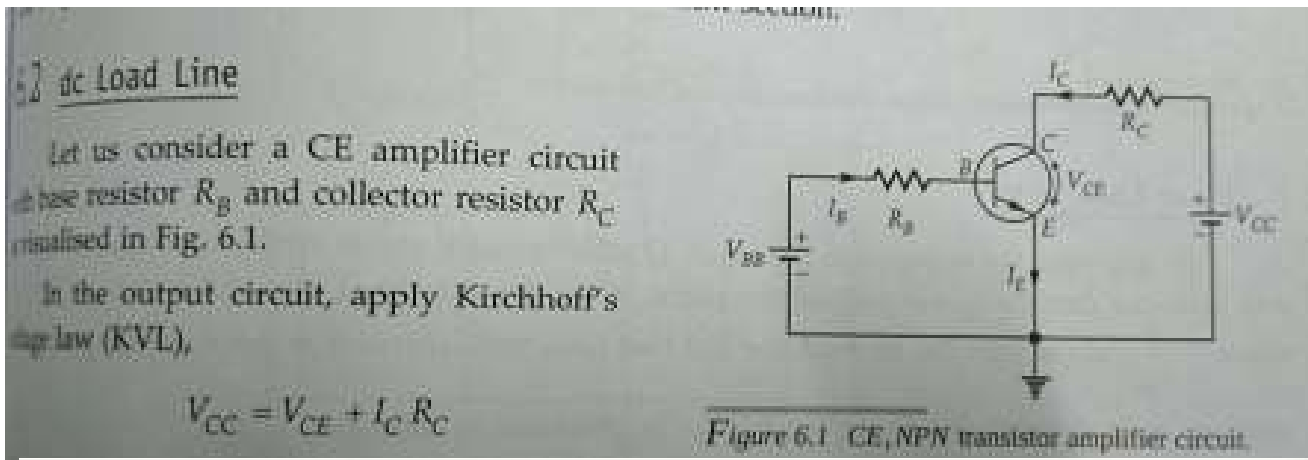 dc Load Line
Let us consider a CE amplifier circuit
base resistor R_B and collector resistor R_C
in Fig. 6.1.
In the output circuit, apply Kirchhoff's
law (KVL),
V_CC = V_CE + I_C R_C
I_C
R_C
C
B
V_CE
I_B
R_B
E
V_CC
V_BB
I_E
Figure 6.1 CE, NPN transistor amplifier circuit.